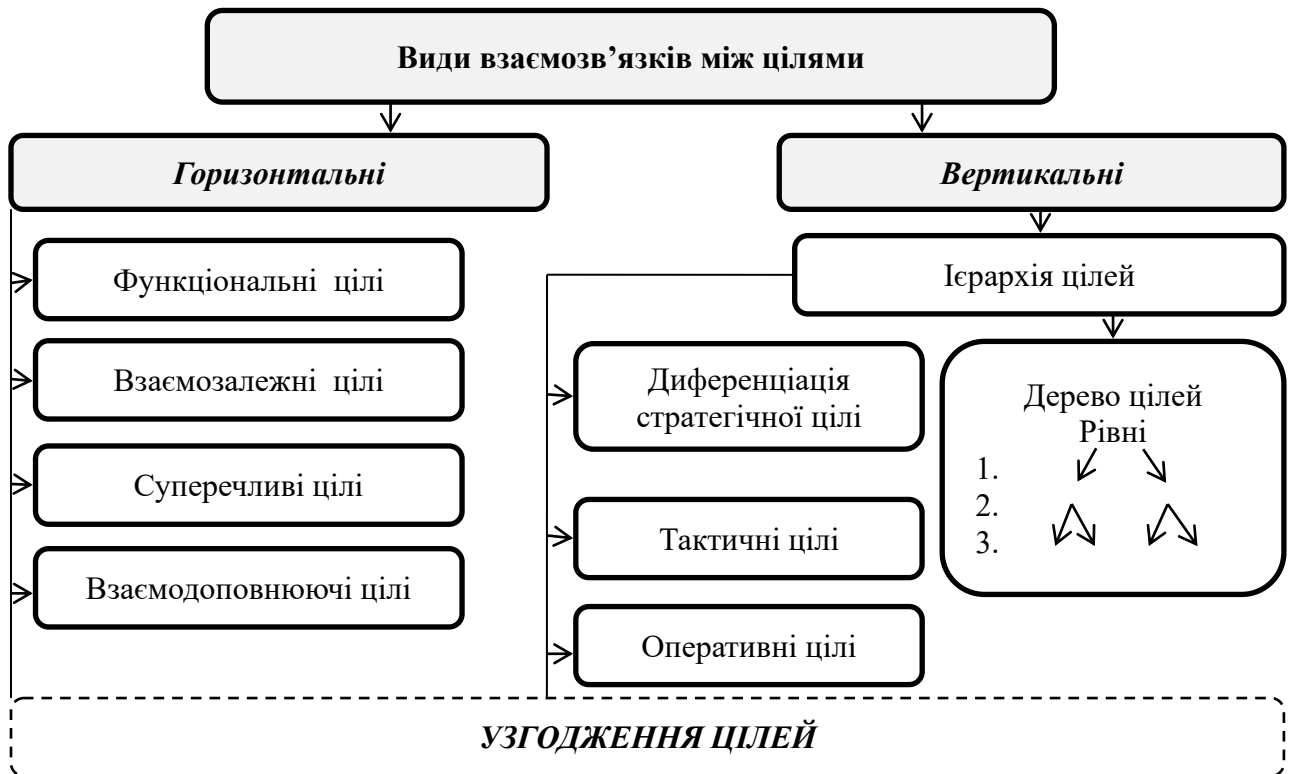 Види взаємозв’язків між цілями
Горизонтальні
Вертикальні
Функціональні цілі
Взаємозалежні цілі
Суперечливі цілі
Взаємодоповнюючі цілі
Ієрархія цілей
Диференціація
стратегічної цілі
Тактичні цілі
Оперативні цілі
Дерево цілей
Рівні
1.
2.
3.
УЗГОДЖЕННЯ ЦІЛЕЙ